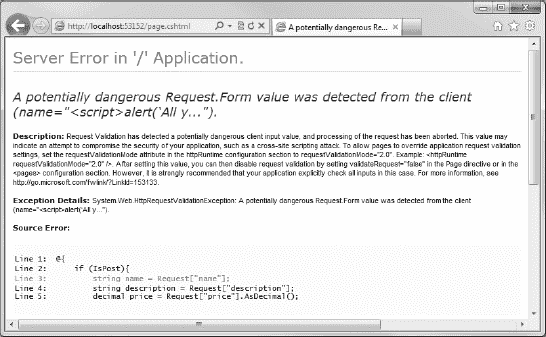 http://localhost:53152/page.cshtml
A potentially dangerous Re...
Server Error in '/' Application.
A potentially dangerous Request.Form value was detected from the client
(name="<script>alert('All y...").
Description: Request Validation has detected a potentially dangerous client input value, and processing of the request has been aborted. This value may
indicate an attempt to compromise the security of your application, such as a cross-site scripting attack. To allow pages to override application request validation
settings, set the requestValidationMode attribute in the httpRuntime configuration section to requestValidationMode="2.0". Example: <httpRuntime
requestValidationMode="2.0" />. After setting this value, you can then disable request validation by setting validateRequest="false" in the Page directive or in the
<pages> configuration section. However, it is strongly recommended that your application explicitly check all inputs in this case. For more information, see
http://go.microsoft.com/fwlink/?LinkId=153133.
Exception Details: System.Web.HttpRequestValidationException: A potentially dangerous Request.Form value was detected from the client
(name="<script>alert('All y...").
Source Error:
Line 1: @{
Line 2: if (IsPost){
Line 3: string name = Request["name"];
Line 4: string description = Request["description"];
Line 5: decimal price = Request["price"].AsDecimal();